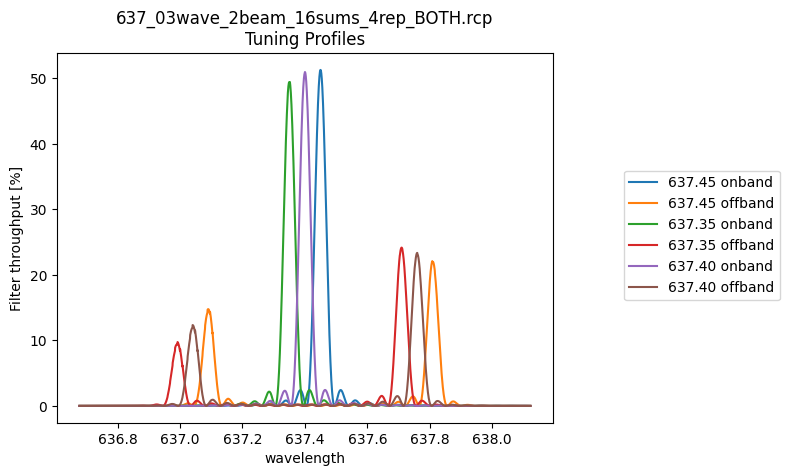 637_03wave_2beam_16sums_4rep_BOTH.rcp
Tuning Profiles
50
40
30
20
10
0
Filter throughput [%]
636.8 637.0 637.2 637.4 637.6 637.8 638.0
wavelength
637.45 onband
637.45 offband
637.35 onband
637.35 offband
637.40 onband
637.40 offband